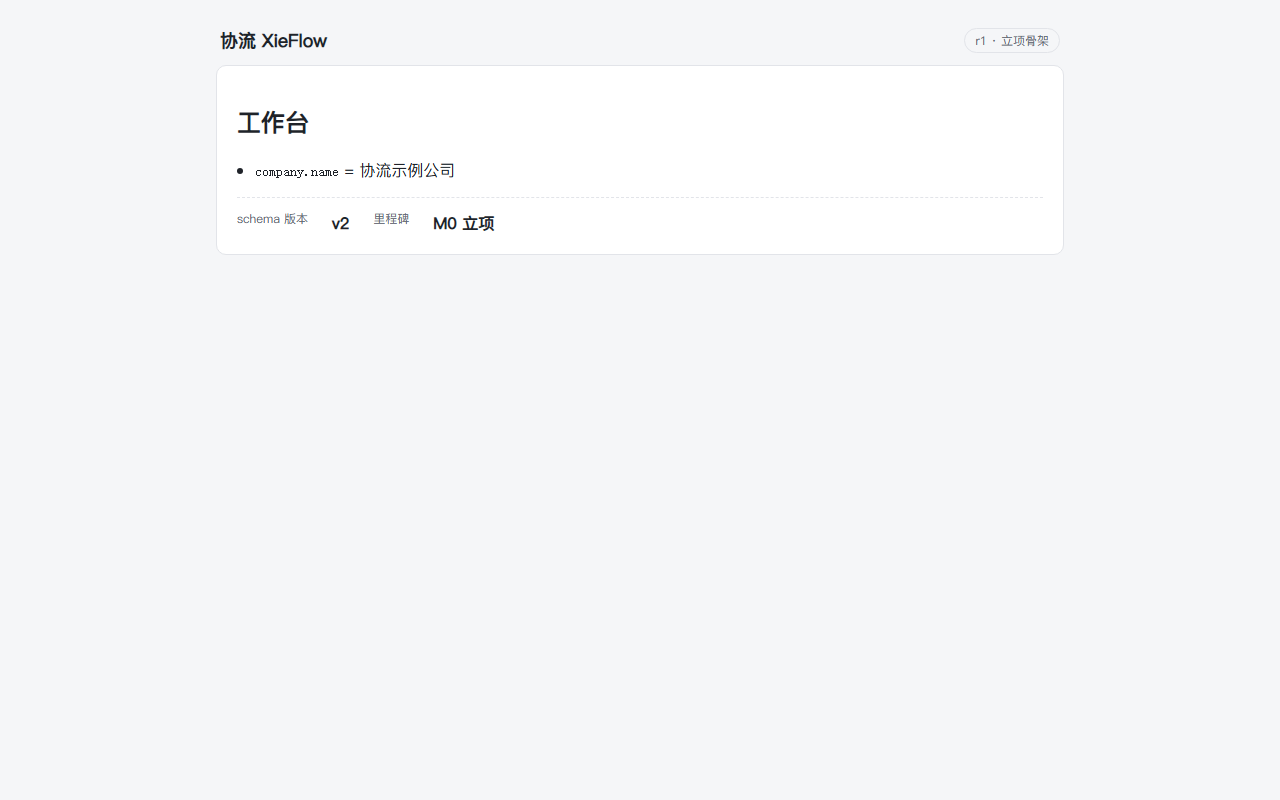 协流 XieFlow
r1 · 立项骨架
工作台
company.name = 协流示例公司
schema 版本 v2 里程碑 M0 立项